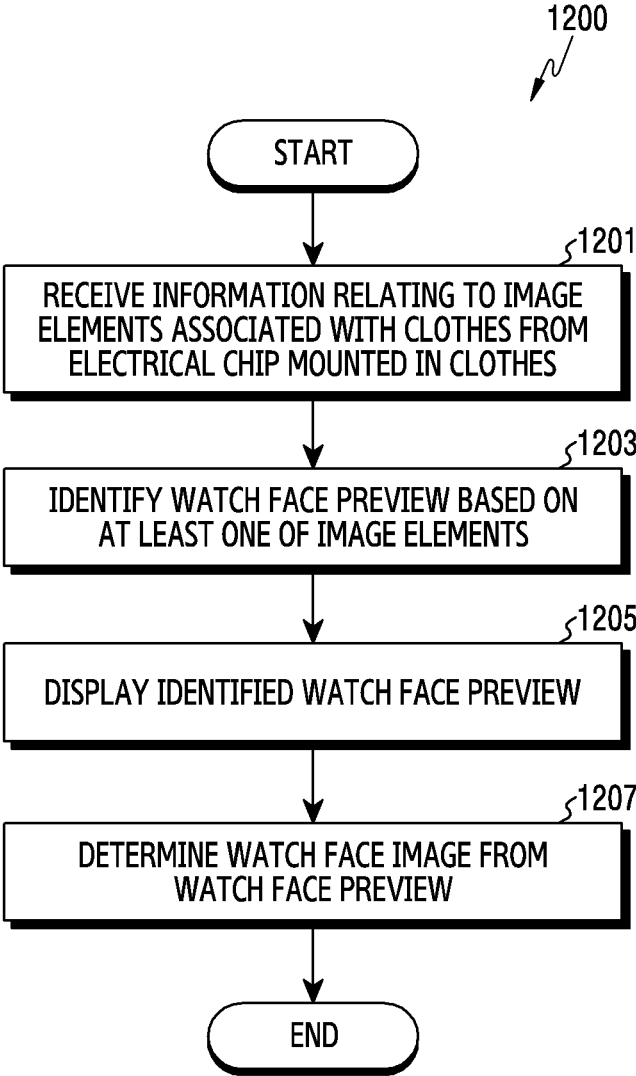 1200
START
1201
RECEIVE INFORMATION RELATING TO IMAGE
ELEMENTS ASSOCIATED WITH CLOTHES FROM
ELECTRICAL CHIP MOUNTED IN CLOTHES
1203
IDENTIFY WATCH FACE PREVIEW BASED ON
AT LEAST ONE OF IMAGE ELEMENTS
1205
DISPLAY IDENTIFIED WATCH FACE PREVIEW
1207
DETERMINE WATCH FACE IMAGE FROM
WATCH FACE PREVIEW
END